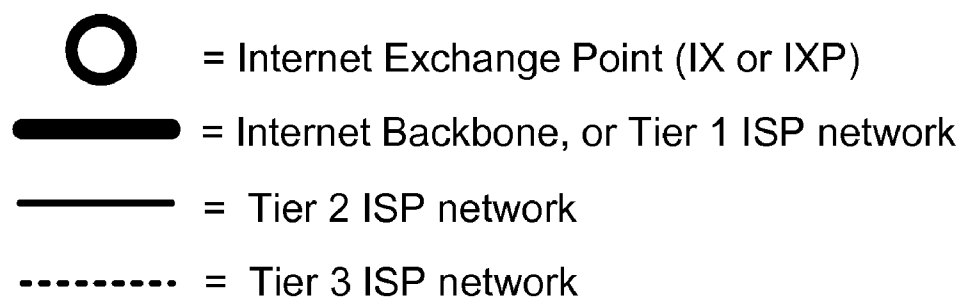 = Internet Exchange Point (IX or IXP)
= Internet Backbone, or Tier 1 ISP network
= Tier 2 ISP network
= Tier 3 ISP network